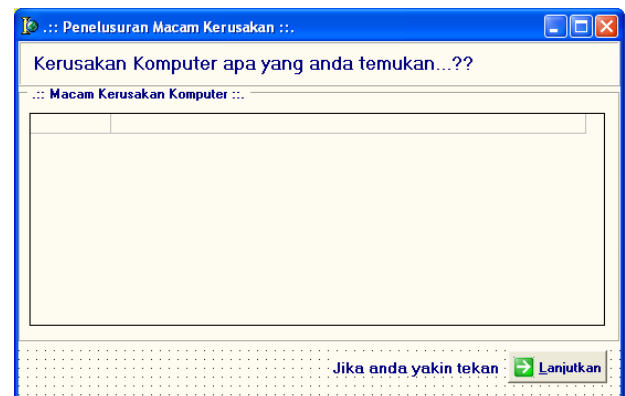 .:: Penelusuran Macam Kerusakan ::.
Kerusakan Komputer apa yang anda temukan...??
.:: Macam Kerusakan Komputer ::.
Jika anda yakin tekan Lanjutkan